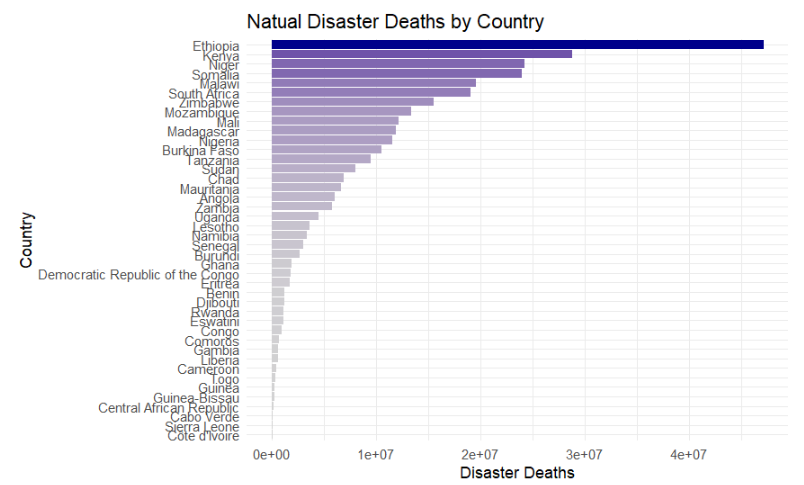 Natual Disaster Deaths by Country
Ethiopia
Kenya
Niger
Somalia
Malawi
South Africa
Zimbabwe
Mozambique
Mali
Madagascar
Nigeria
Burkina Faso
Tanzania
Sudan
Chad
Mauritania
Angola
Zambia
Uganda
Lesotho
Namibia
Senegal
Burundi
Ghana
Democratic Republic of the Congo
Eritrea
Benin
Djibouti
Rwanda
Eswatini
Congo
Comoros
Gambia
Liberia
Cameroon
Togo
Guinea
Guinea-Bissau
Central African Republic
Cabo Verde
Sierra Leone
Côte d'Ivoire
Country
0e+00 1e+07 2e+07 3e+07 4e+07
Disaster Deaths